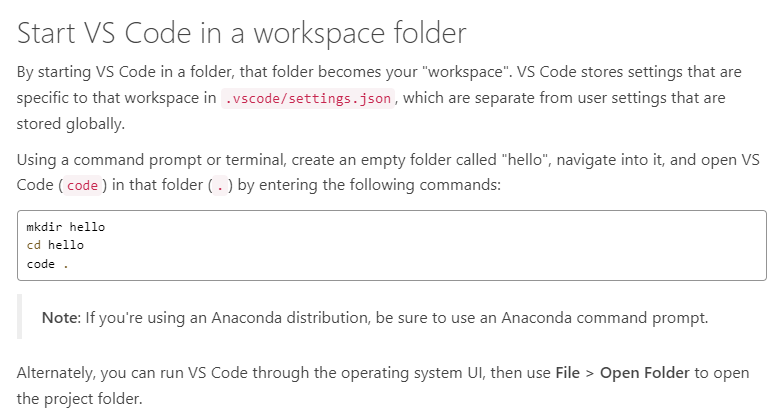 Start VS Code in a workspace folder
By starting VS Code in a folder, that folder becomes your "workspace". VS Code stores settings that are
specific to that workspace in .vscode/settings.json, which are separate from user settings that are
stored globally.
Using a command prompt or terminal, create an empty folder called "hello", navigate into it, and open VS
Code (code) in that folder (.) by entering the following commands:
mkdir hello
cd hello
code .
Note: If you're using an Anaconda distribution, be sure to use an Anaconda command prompt.
Alternately, you can run VS Code through the operating system UI, then use File > Open Folder to open
the project folder.